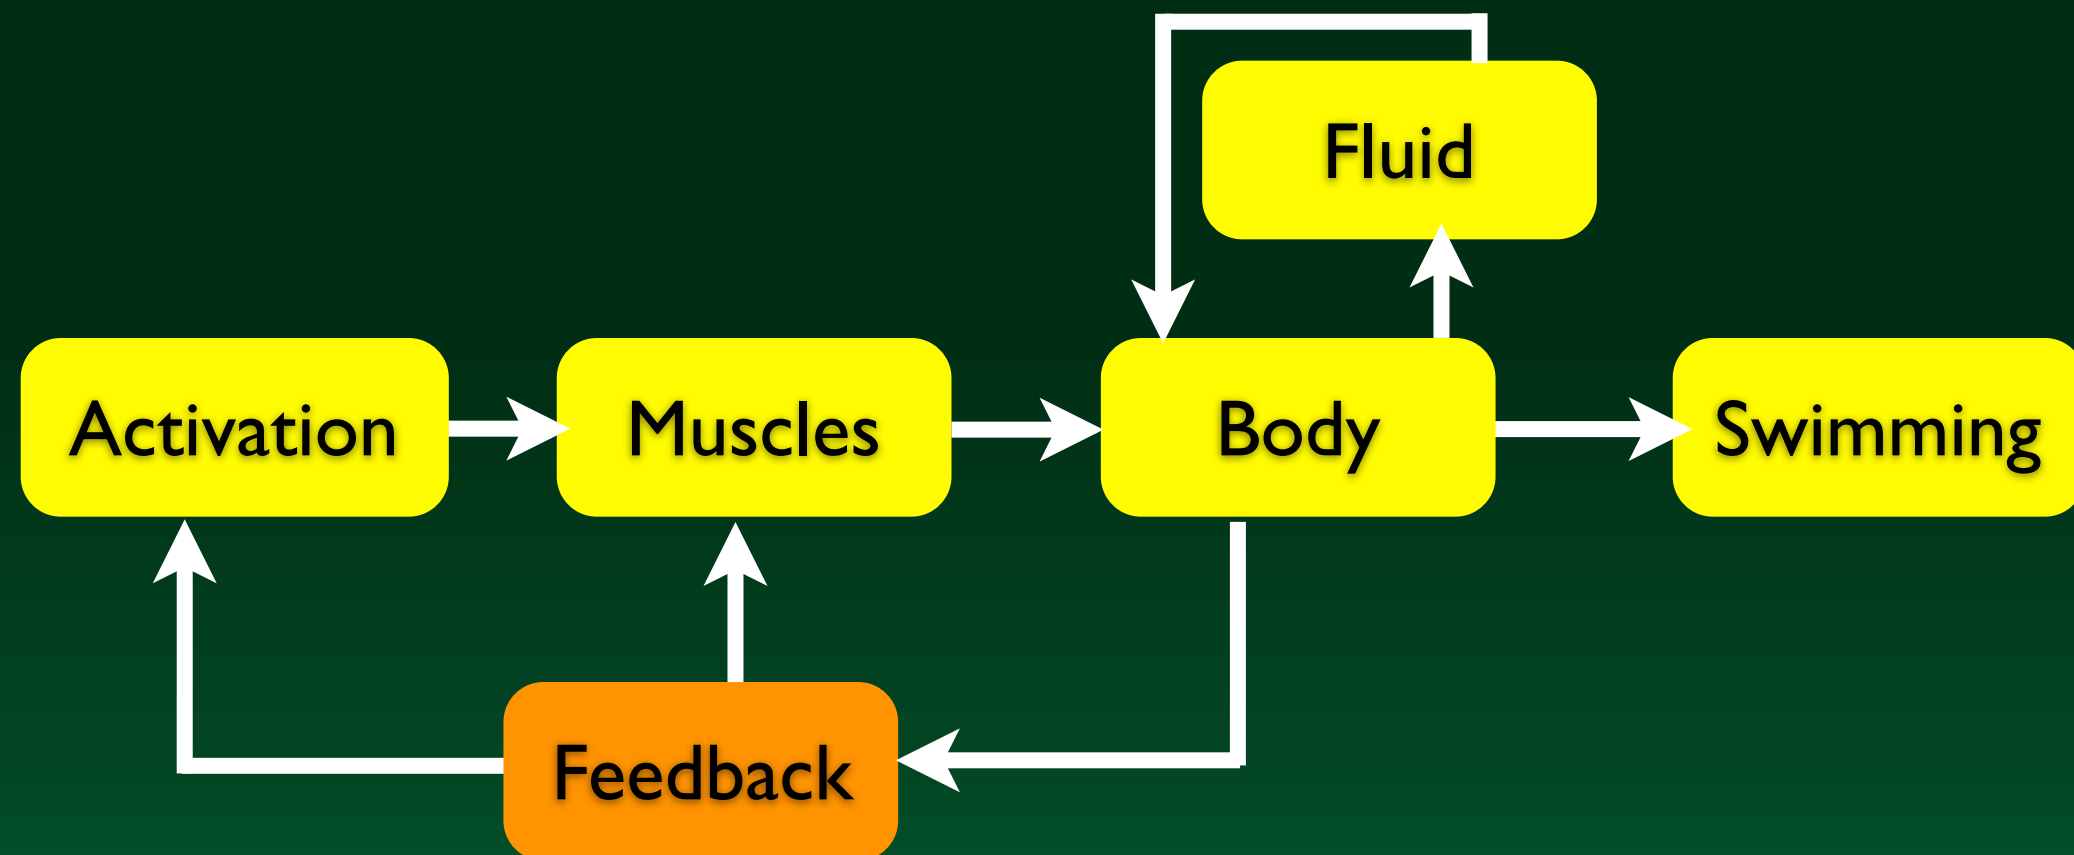 Fluid
Activation
Muscles
Body
Swimming
Feedback